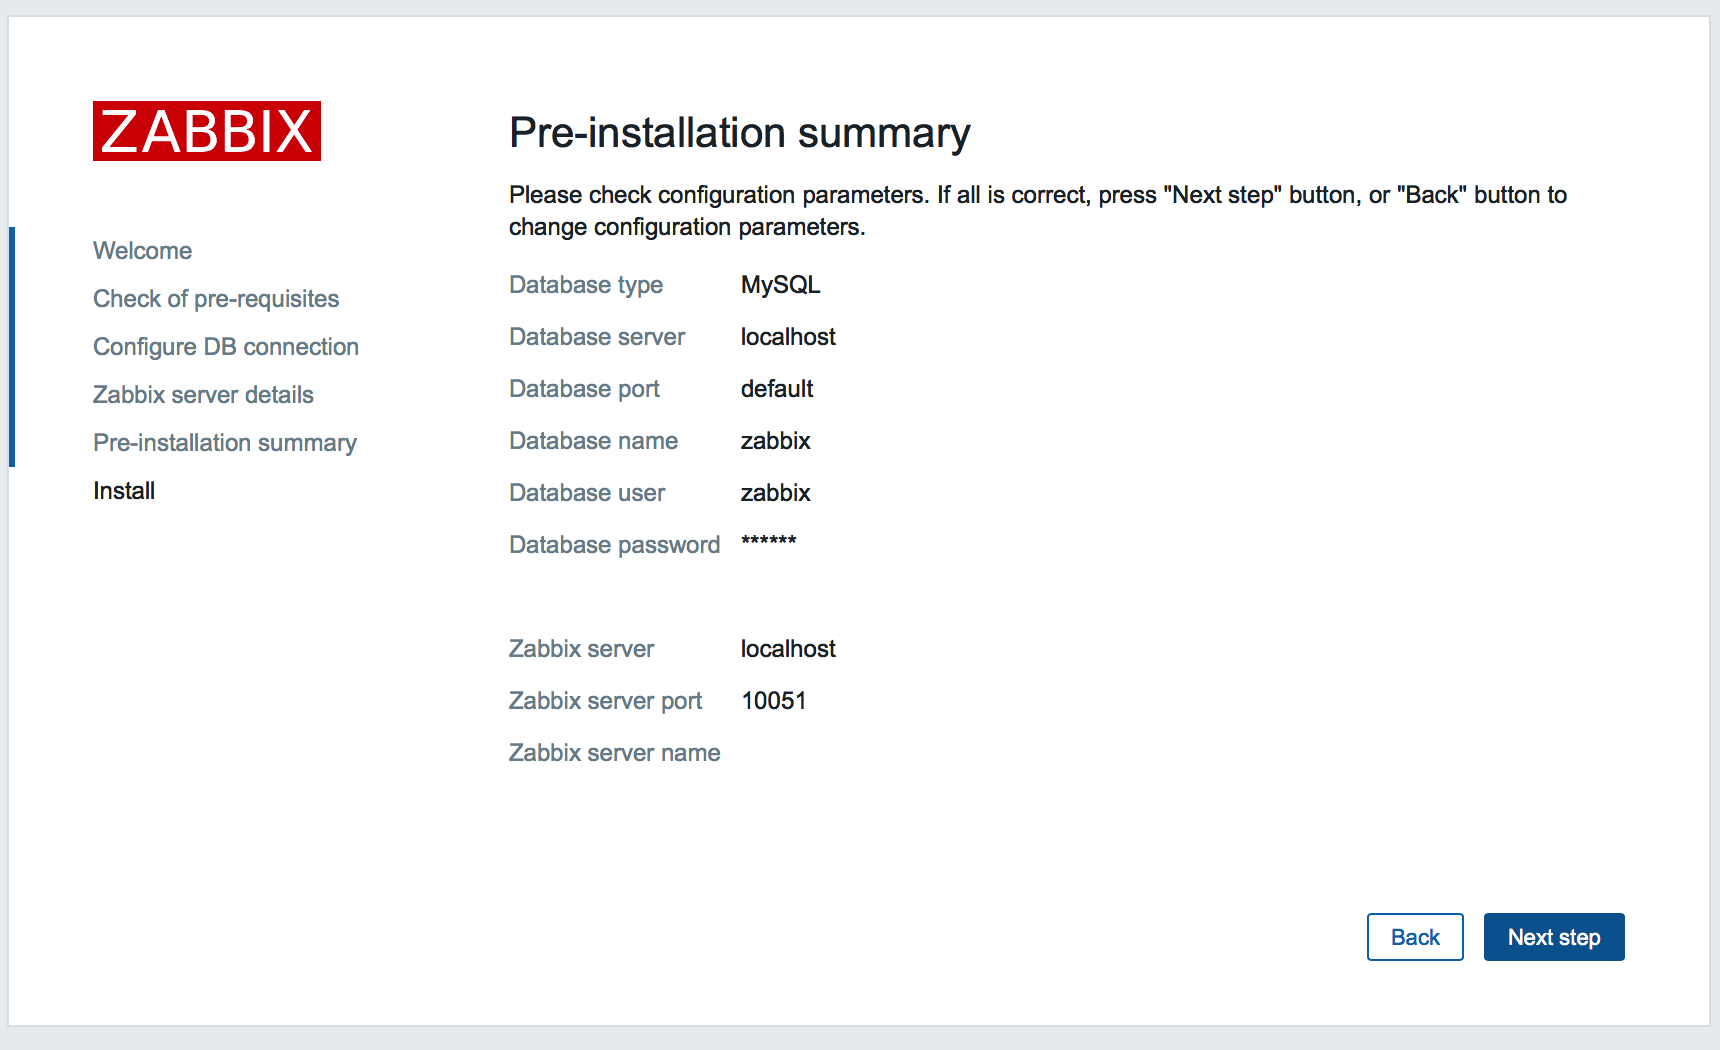 ZABBIX
Welcome
Check of pre-requisites
Configure DB connection
Zabbix server details
Pre-installation summary
Install
Pre-installation summary
Please check configuration parameters. If all is correct, press "Next step" button, or "Back" button to
change configuration parameters.
Database type MySQL
Database server localhost
Database port default
Database name zabbix
Database user zabbix
Database password ******
Zabbix server localhost
Zabbix server port 10051
Zabbix server name
Back Next step